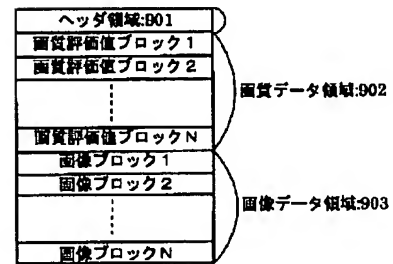 ヘッダ領域:901
画質評価値ブロック1
画質評価値ブロック2
画質データ領域:902
画質評価値ブロックN
画像ブロック1
画像ブロック2
画像データ領域:903
画像ブロックN